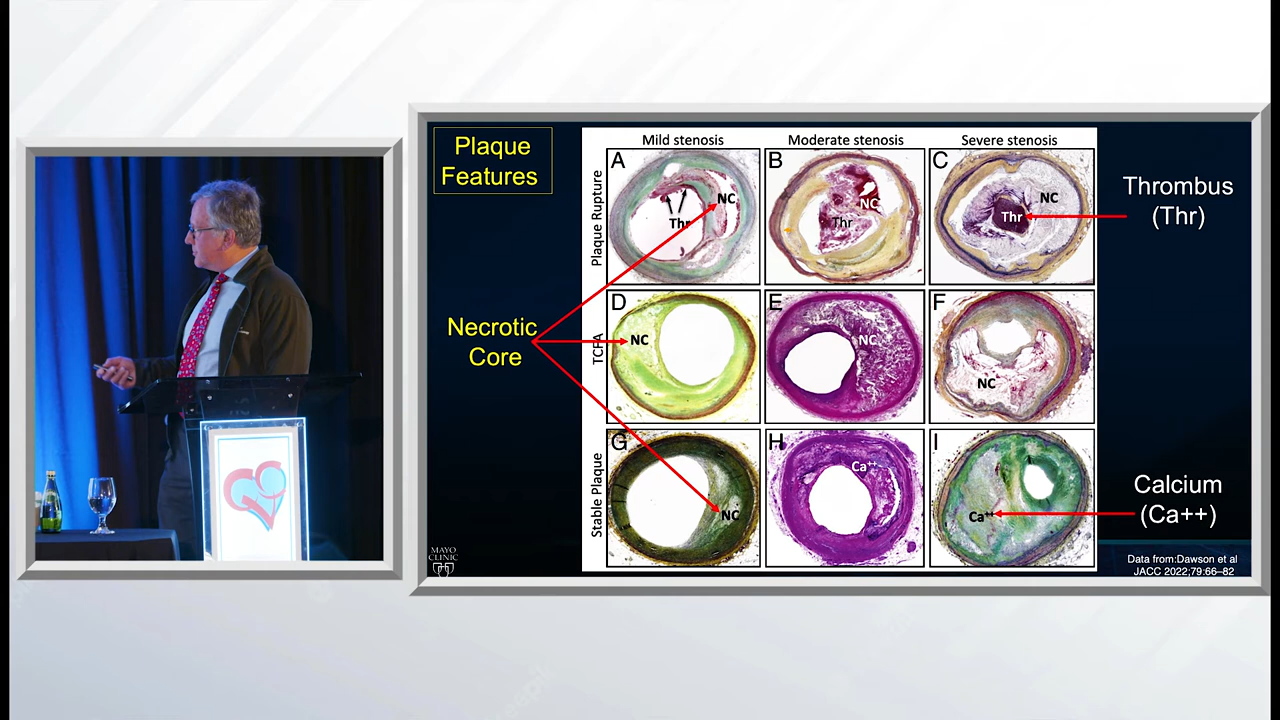 Plaque
Features
Mild stenosis
Moderate stenosis
Severe stenosis
Plaque Rupture
A
Thr
NC
B
Thr
NC
C
Thr
NC
Thrombus
(Thr)
Necrotic
Core
TCFA
D
NC
E
NC
F
NC
Stable Plaque
G
NC
H
Ca++
I
Ca++
Calcium
(Ca++)
MAYO
CLINIC
Data from:Dawson et al
JACC 2022;79:66–82